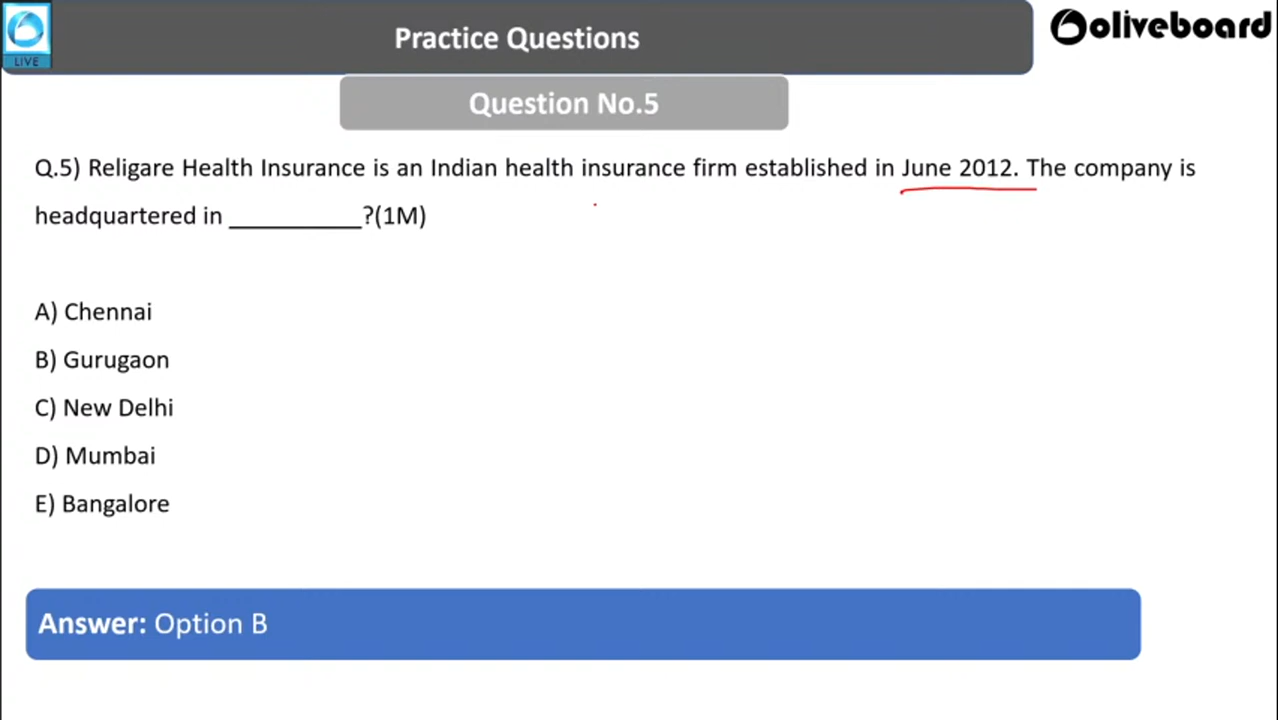 LIVE
Practice Questions
oliveboard
Question No.5
Q.5) Religare Health Insurance is an Indian health insurance firm established in June 2012. The company is
headquartered in __________?(1M)
A) Chennai
B) Gurugaon
C) New Delhi
D) Mumbai
E) Bangalore
Answer: Option B